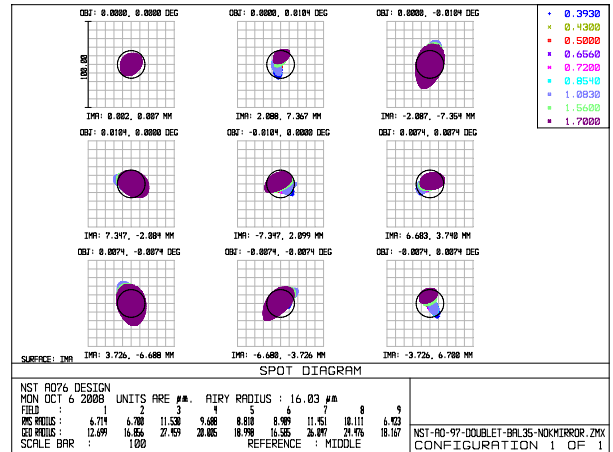 OBJ: 0.0000, 0.0000 DEG
OBJ: 0.0000, 0.0104 DEG
OBJ: 0.0000, -0.0104 DEG
0.3930
0.4300
0.5000
0.6560
0.7200
0.8540
1.0830
1.5600
1.7000
100.00
IMA: 0.002, 0.007 MM
IMA: 2.088, 7.367 MM
IMA: -2.087, -7.354 MM
OBJ: 0.0104, 0.0000 DEG
OBJ: -0.0104, 0.0000 DEG
OBJ: 0.0074, 0.0074 DEG
IMA: 7.347, -2.084 MM
IMA: -7.347, 2.099 MM
IMA: 6.683, 3.740 MM
OBJ: 0.0074, -0.0074 DEG
OBJ: -0.0074, -0.0074 DEG
OBJ: -0.0074, 0.0074 DEG
IMA: 3.726, -6.688 MM
IMA: -6.680, -3.726 MM
IMA: -3.726, 6.700 MM
SURFACE: IMA
SPOT DIAGRAM
NST AO76 DESIGN
MON OCT 6 2008 UNITS ARE µm. AIRY RADIUS : 16.03 µm
FIELD : 1 2 3 4 5 6 7 8 9
RMS RADIUS : 6.714 6.700 11.530 9.688 8.810 8.909 11.451 10.111 6.923
GEO RADIUS : 12.699 16.856 27.459 20.005 18.998 16.585 26.097 24.976 18.167
SCALE BAR : 100 REFERENCE : MIDDLE
NST-AO-97-DOUBLET-BAL35-NOKMIRROR.ZMX
CONFIGURATION 1 OF 1